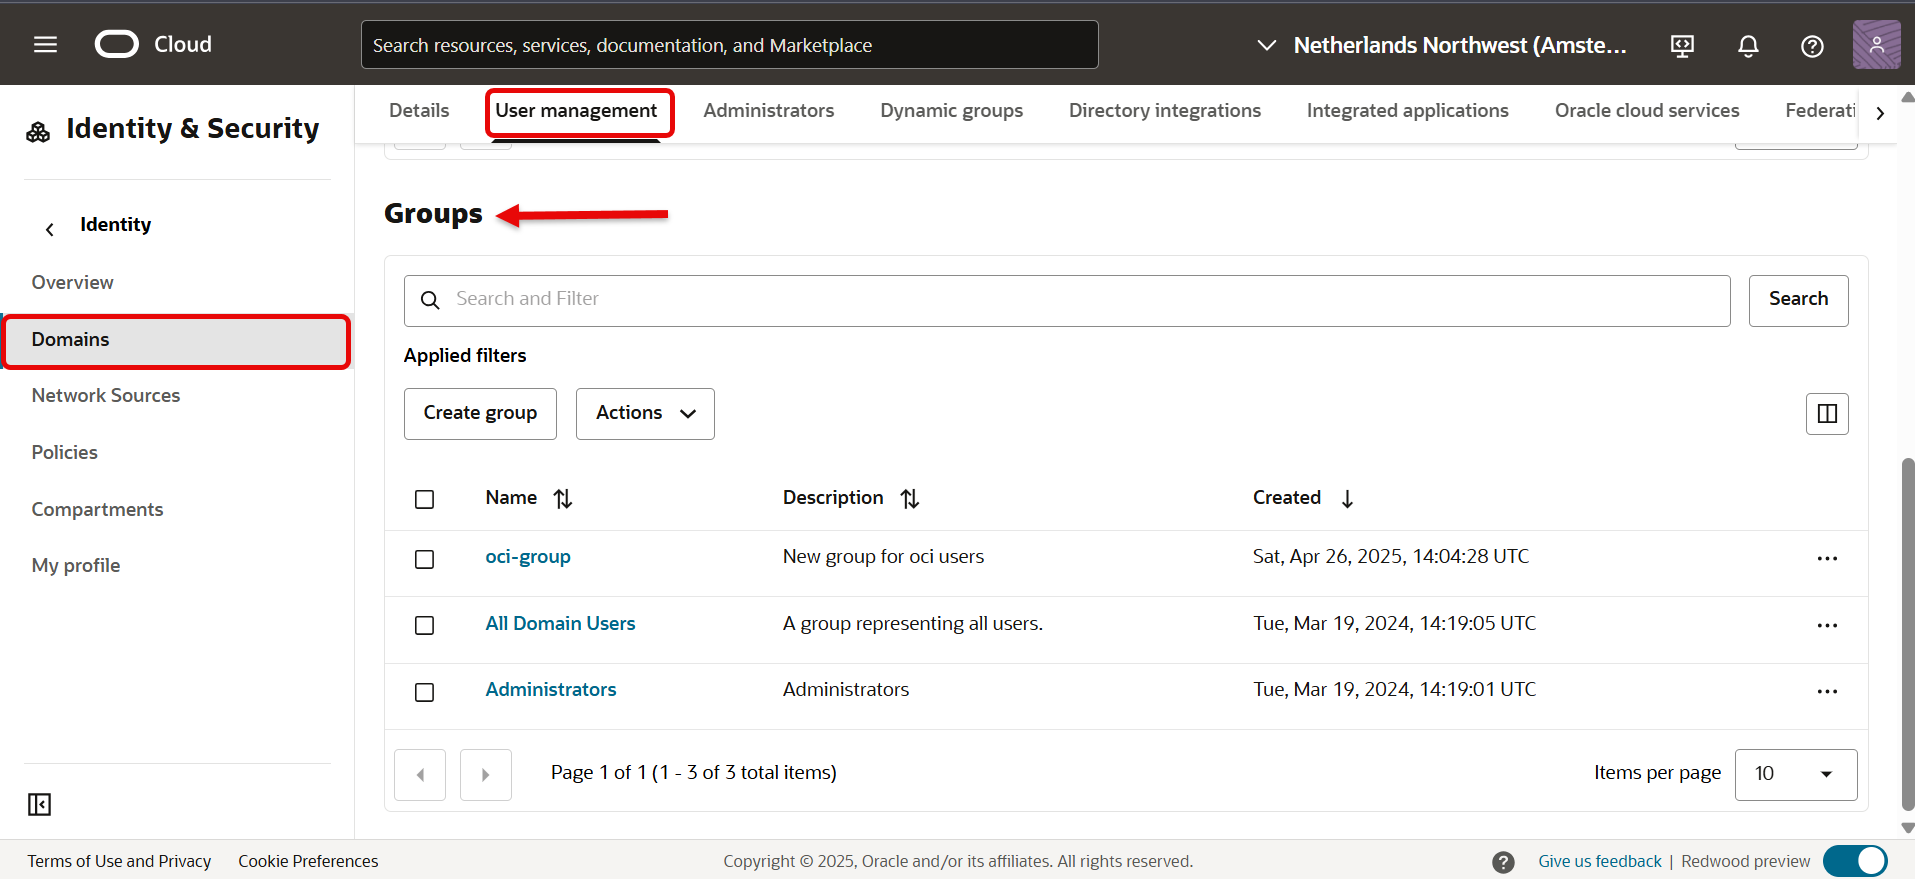 Cloud
Search resources, services, documentation, and Marketplace
Netherlands Northwest (Amste...
Identity & Security
Details
User management
Administrators
Dynamic groups
Directory integrations
Integrated applications
Oracle cloud services
Federati
Identity
Overview
Domains
Network Sources
Policies
Compartments
My profile
Groups
Search and Filter
Search
Applied filters
Create group
Actions
Name
Description
Created
oci-group
New group for oci users
Sat, Apr 26, 2025, 14:04:28 UTC
All Domain Users
A group representing all users.
Tue, Mar 19, 2024, 14:19:05 UTC
Administrators
Administrators
Tue, Mar 19, 2024, 14:19:01 UTC
Page 1 of 1 (1 - 3 of 3 total items)
Items per page
10
Terms of Use and Privacy
Cookie Preferences
Copyright © 2025, Oracle and/or its affiliates. All rights reserved.
Give us feedback | Redwood preview